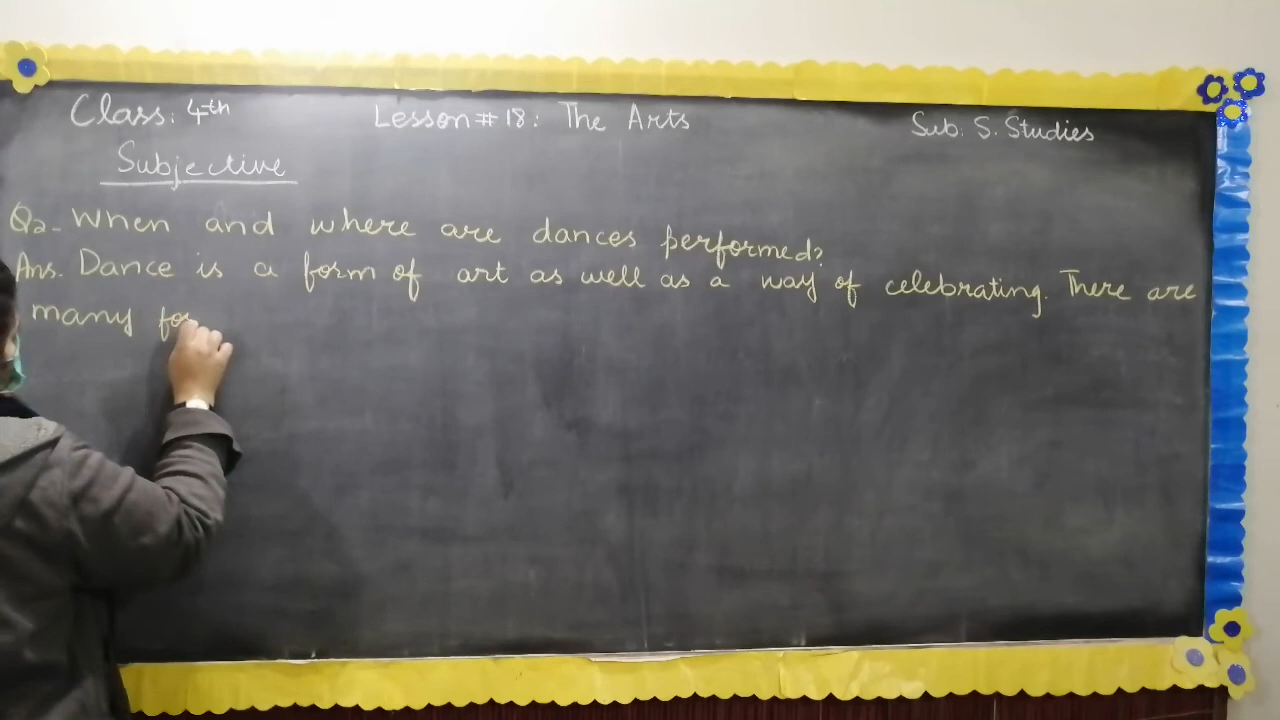 Class: 4th Lesson # 18: The Arts Sub: S. Studies
Subjective
Q2- When and where are dances performed?
Ans. Dance is a form of art as well as a way of celebrating. There are
many fo